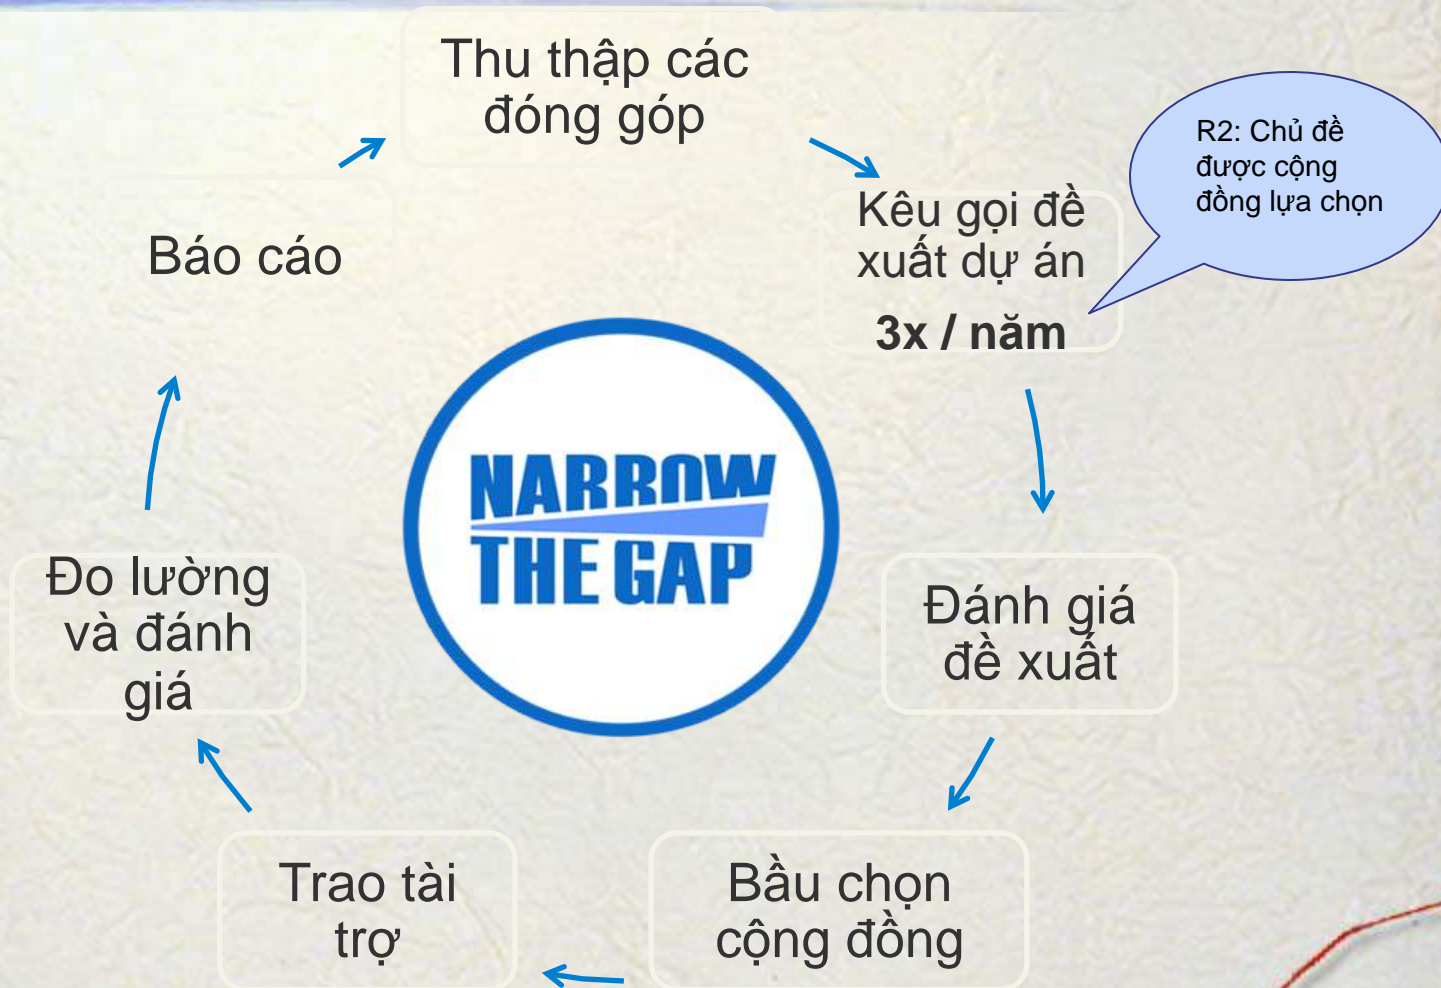 Thu thập các
đóng góp
R2: Chủ đề
được cộng
đồng lựa chọn
Kêu gọi đề
xuất dự án
3x / năm
Báo cáo
NARROW
THE GAP
Đo lường
và đánh
giá
Đánh giá
đề xuất
Trao tài
trợ
Bầu chọn
cộng đồng